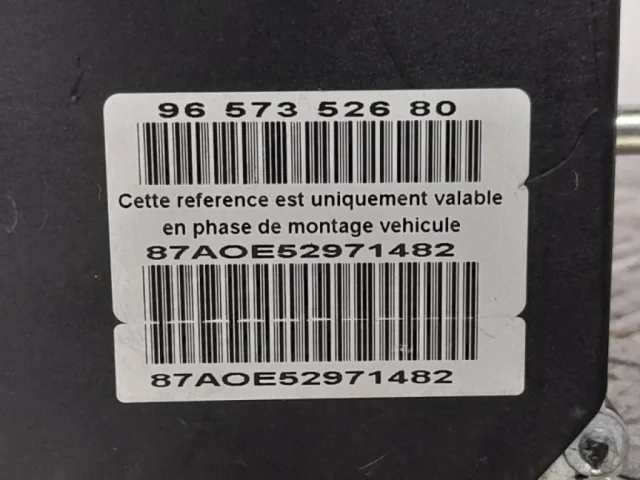 96 573 526 80
Cette reference est uniquement valable
en phase de montage vehicule
87AOE52971482
87AOE52971482